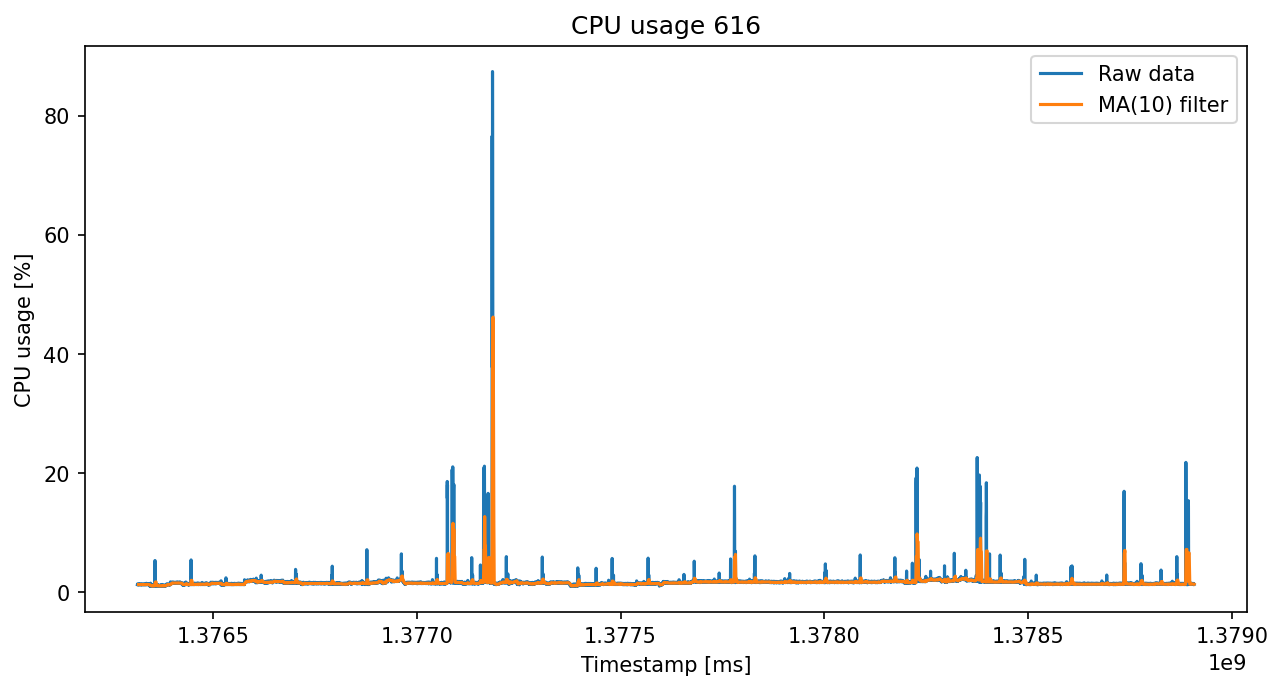 CPU usage 616
Raw data
MA(10) filter
CPU usage [%]
80
60
40
20
0
1.3765 1.3770 1.3775 1.3780 1.3785 1.3790
1e9
Timestamp [ms]